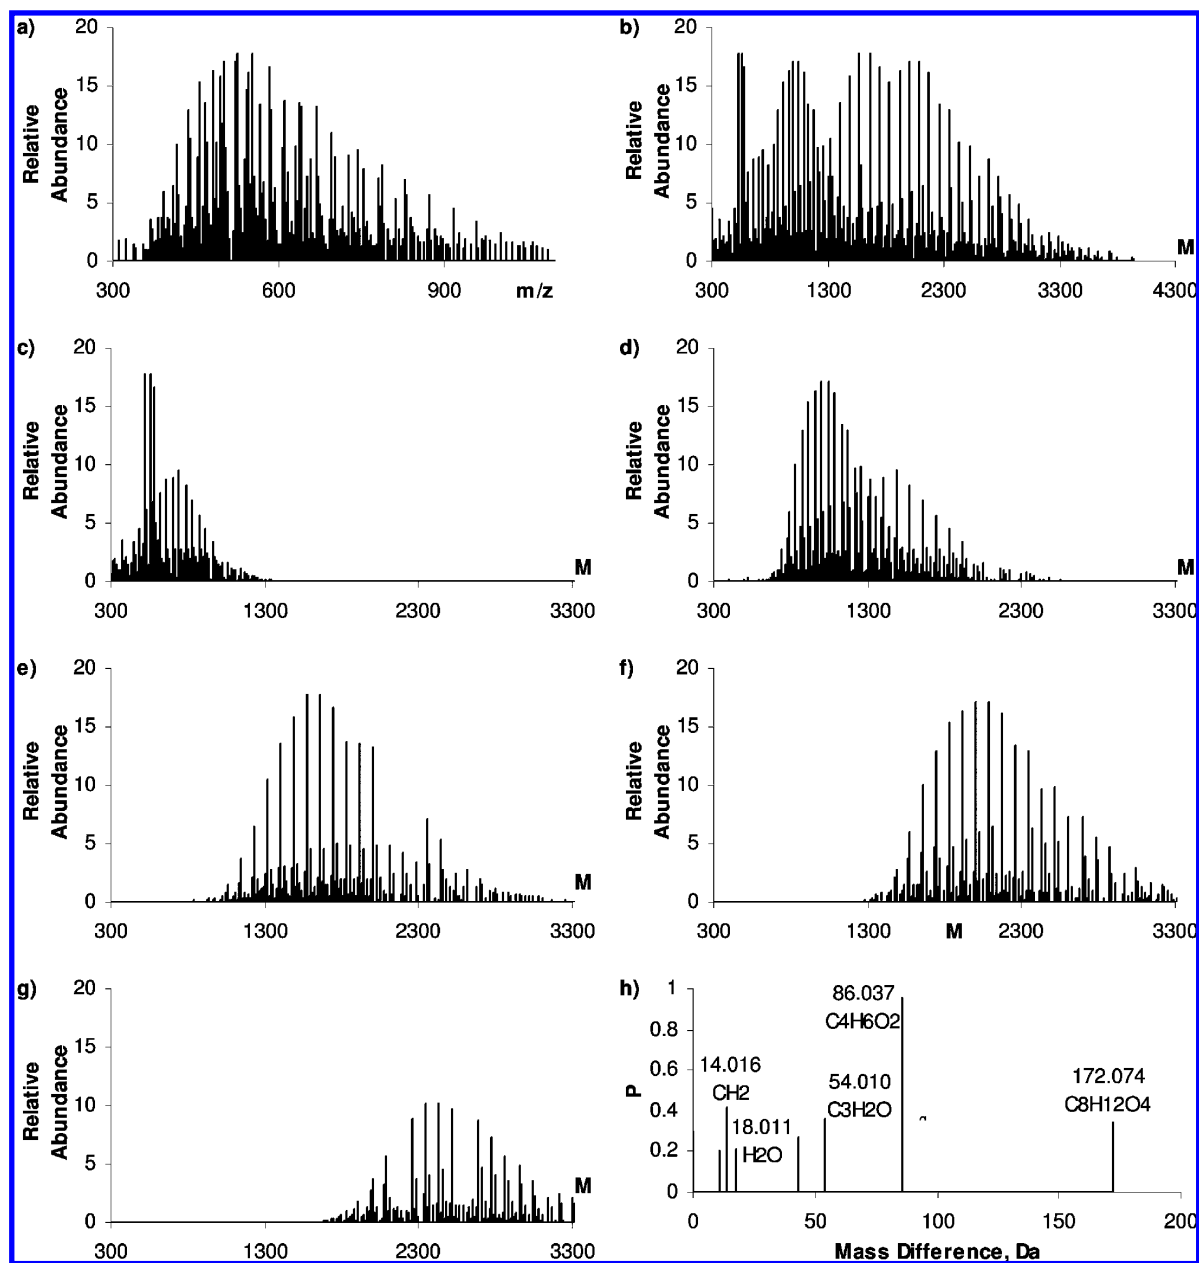 a)
20
15
10
5
0
Relative
Abundance
300
600
900
m/z
b)
20
15
10
5
0
Relative
Abundance
M
300
1300
2300
3300
4300
c)
20
15
10
5
0
Relative
Abundance
M
300
1300
2300
3300
d)
20
15
10
5
0
Relative
Abundance
M
300
1300
2300
3300
e)
20
15
10
5
0
Relative
Abundance
M
300
1300
2300
3300
f)
20
15
10
5
0
Relative
Abundance
300
1300
M
2300
3300
g)
20
15
10
5
0
Relative
Abundance
M
300
1300
2300
3300
h)
1
0.8
0.6
0.4
0.2
0
P
86.037
C4H6O2
14.016
CH2
54.010
C3H2O
172.074
C8H12O4
18.011
H2O
0
50
100
150
200
Mass Difference, Da